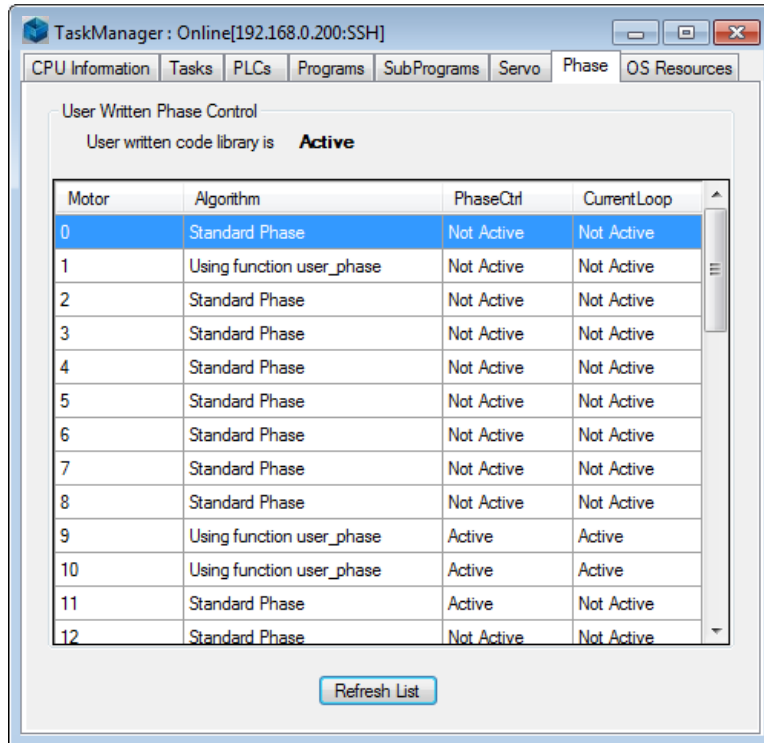 TaskManager : Online[192.168.0.200:SSH]
CPU Information Tasks PLCs Programs SubPrograms Servo Phase OS Resources
User Written Phase Control
User written code library is Active
Motor Algorithm PhaseCtrl CurrentLoop
0 Standard Phase Not Active Not Active
1 Using function user_phase Not Active Not Active
2 Standard Phase Not Active Not Active
3 Standard Phase Not Active Not Active
4 Standard Phase Not Active Not Active
5 Standard Phase Not Active Not Active
6 Standard Phase Not Active Not Active
7 Standard Phase Not Active Not Active
8 Standard Phase Not Active Not Active
9 Using function user_phase Active Active
10 Using function user_phase Active Active
11 Standard Phase Active Not Active
12 Standard Phase Not Active Not Active
Refresh List